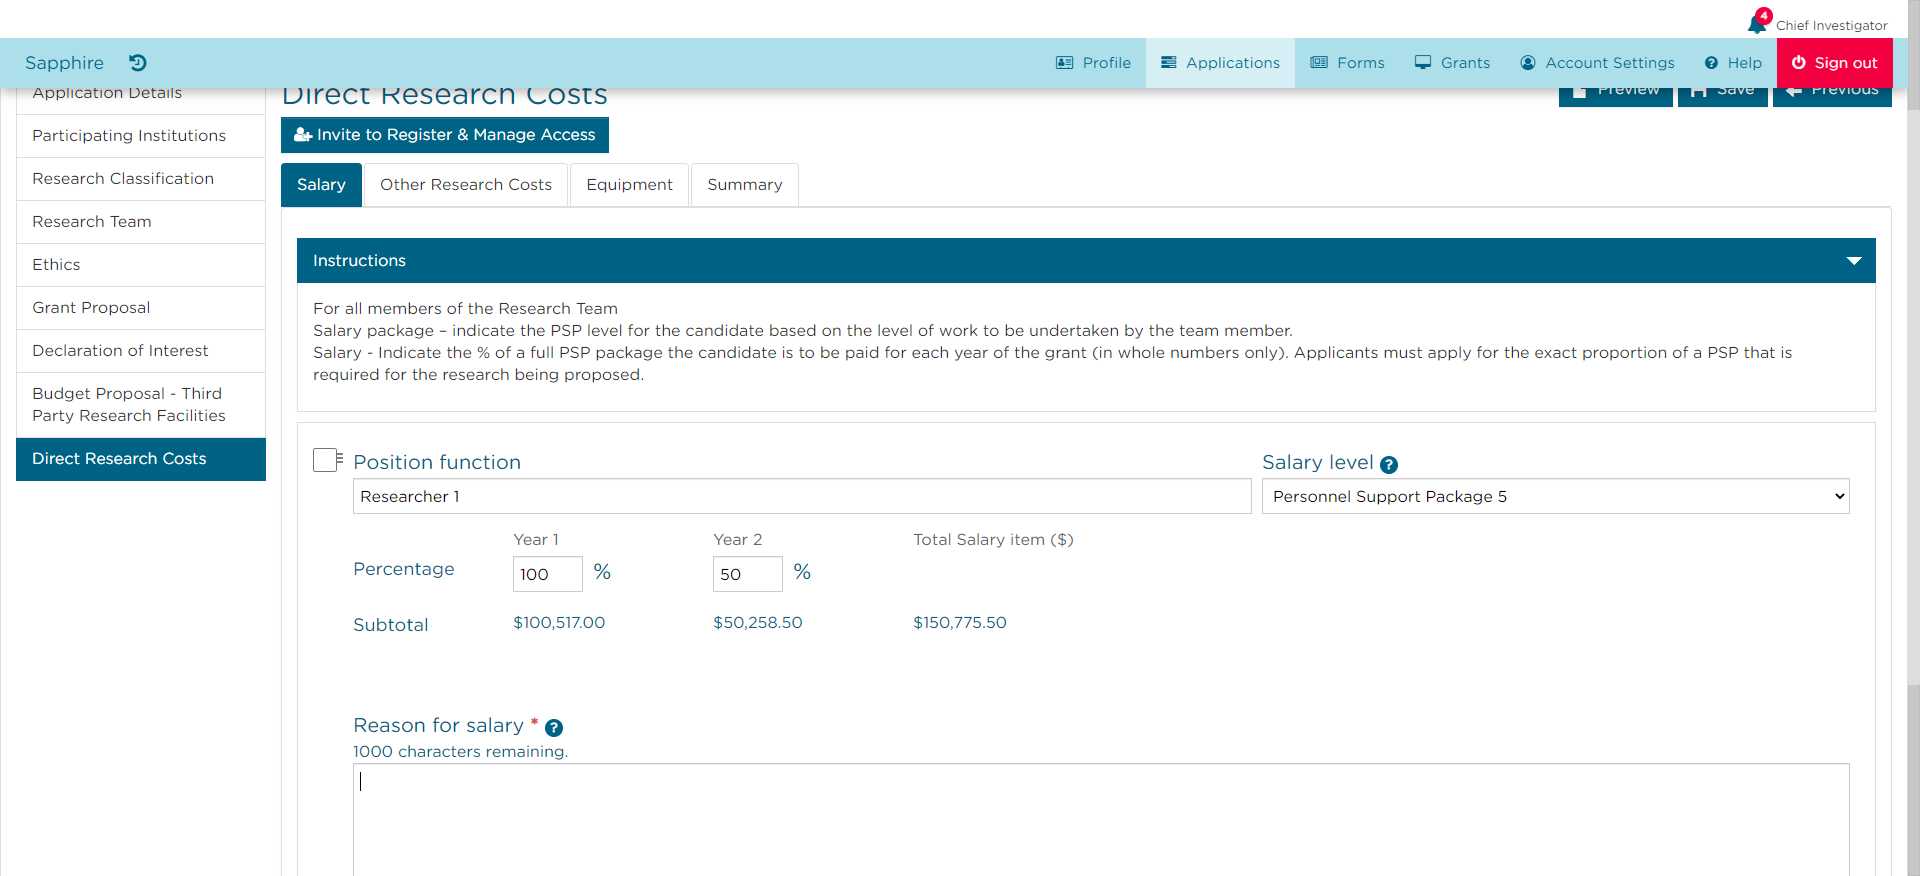 4
Chief Investigator
Sapphire
Profile
Applications
Forms
Grants
Account Settings
Help
Sign out
Application Details
Participating Institutions
Research Classification
Research Team
Ethics
Grant Proposal
Declaration of Interest
Budget Proposal - Third
Party Research Facilities
Direct Research Costs
Direct Research Costs
Preview
Save
Previous
Invite to Register & Manage Access
Salary
Other Research Costs
Equipment
Summary
Instructions
For all members of the Research Team
Salary package – indicate the PSP level for the candidate based on the level of work to be undertaken by the team member.
Salary - Indicate the % of a full PSP package the candidate is to be paid for each year of the grant (in whole numbers only). Applicants must apply for the exact proportion of a PSP that is
required for the research being proposed.
Position function
Salary level ?
Researcher 1
Personnel Support Package 5
Year 1
Year 2
Total Salary item ($)
Percentage
100 %
50 %
Subtotal
$100,517.00
$50,258.50
$150,775.50
Reason for salary * ?
1000 characters remaining.